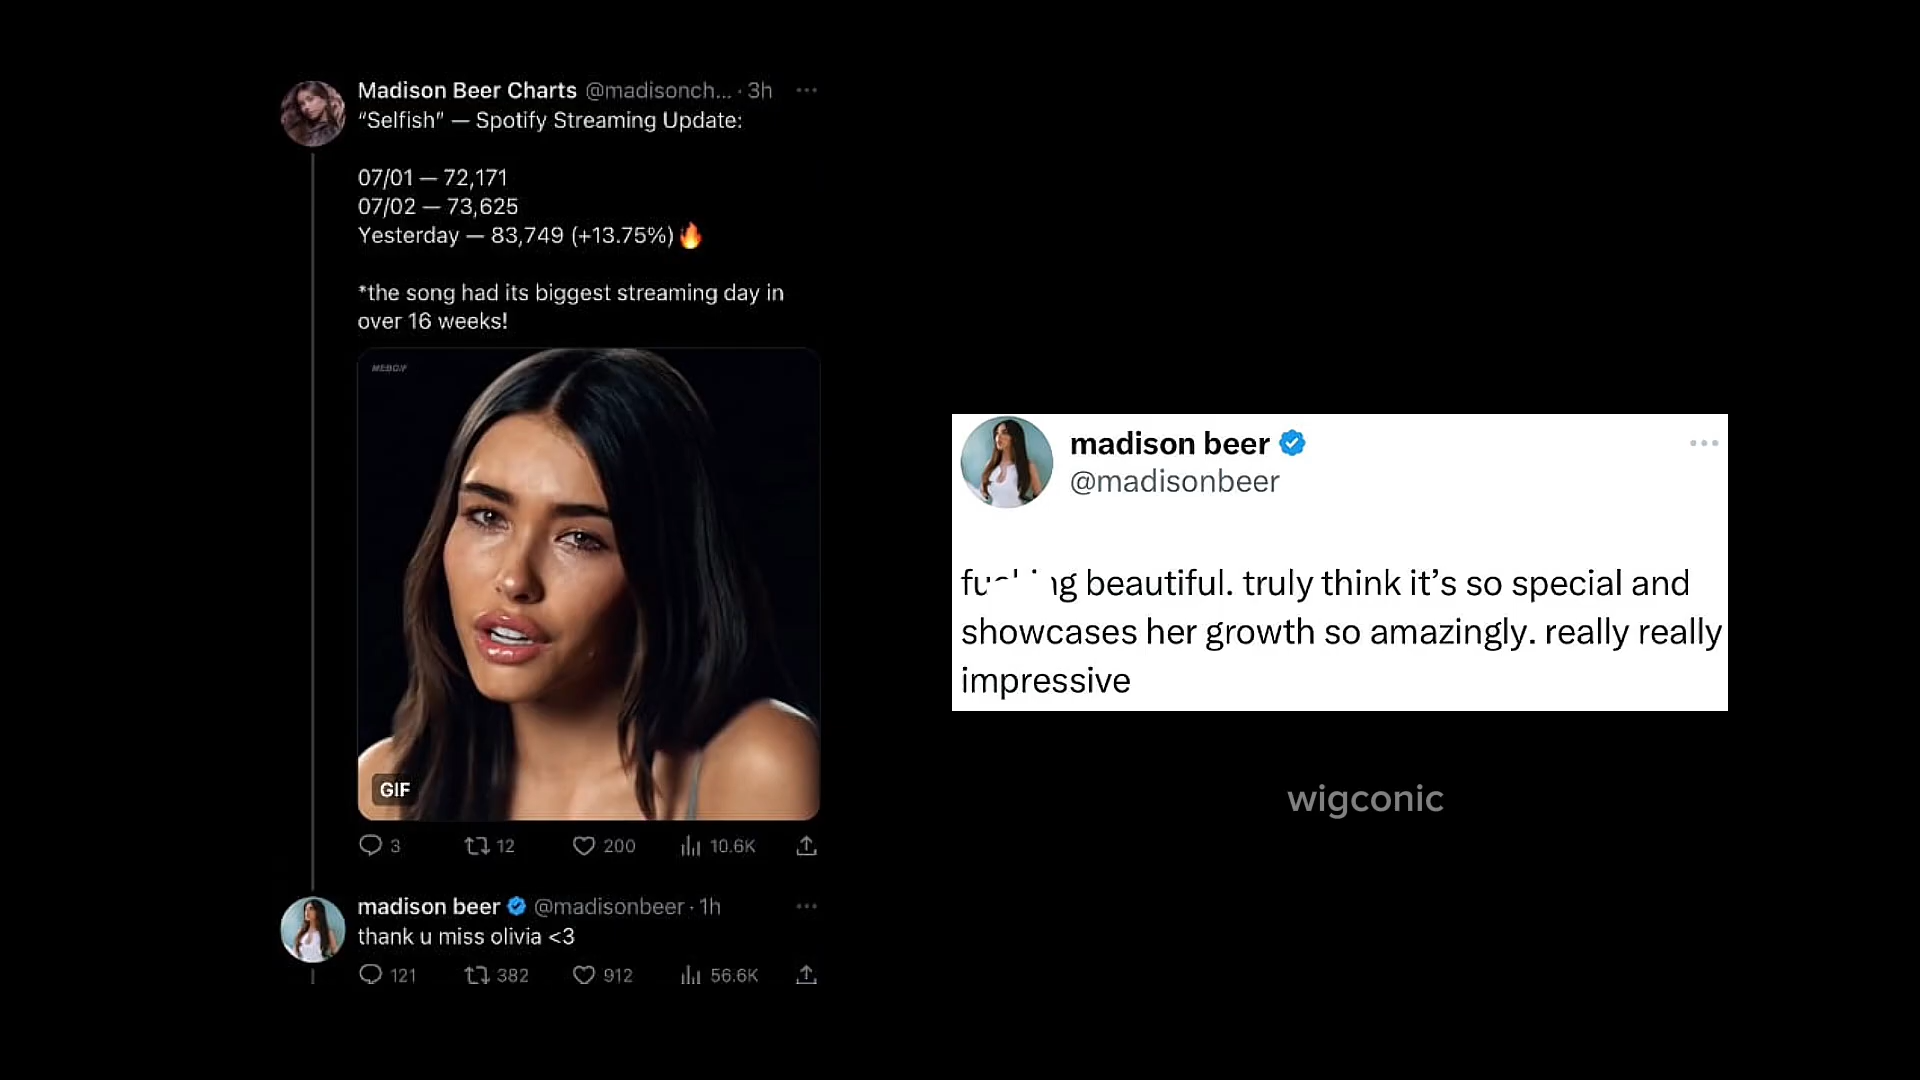 Madison Beer Charts @madisonch... · 3h
“Selfish” — Spotify Streaming Update:
07/01 — 72,171
07/02 — 73,625
Yesterday — 83,749 (+13.75%)🔥
*the song had its biggest streaming day in
over 16 weeks!
MEBGIF
GIF
3 12 200 10.6K
madison beer @madisonbeer · 1h
thank u miss olivia <3
121 382 912 56.6K
madison beer
@madisonbeer
beautiful. truly think it’s so special and
showcases her growth so amazingly. really really
impressive
wigconic